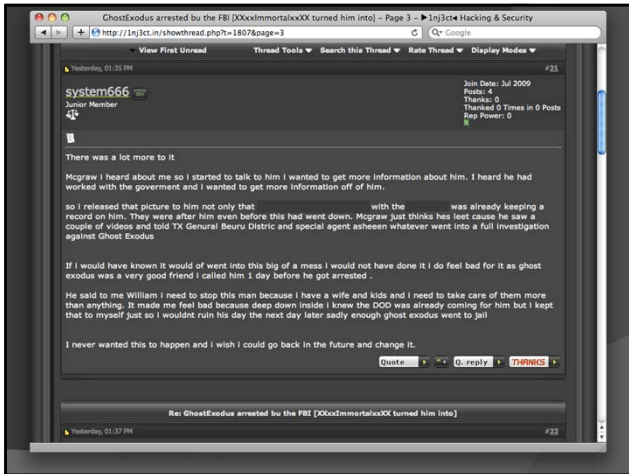 GhostExodus arrested bu the FBI [XXxxImmortalxxXX turned him into] – Page 3 – ▶1nj3ct◀ Hacking & Security
http://1nj3ct.in/showthread.php?t=1807&page=3
Google
View First Unread Thread Tools Search this Thread Rate Thread Display Modes
Yesterday, 01:35 PM #21
system666
Junior Member
Join Date: Jul 2009
Posts: 4
Thanks: 0
Thanked 0 Times in 0 Posts
Rep Power: 0
There was a lot more to it
Mcgraw i heard about me so i started to talk to him i wanted to get more information about him. I heard he had
worked with the goverment and i wanted to get more information off of him.
so i released that picture to him not only that with the was already keeping a
record on him. They were after him even before this had went down. Mcgraw just thinks hes leet cause he saw a
couple of videos and told TX Genural Beuru Distric and special agent asheen whatever went into a full investigation
against Ghost Exodus
If i would have known it would of went into this big of a mess i would not have done it i do feel bad for it as ghost
exodus was a very good friend i called him 1 day before he got arrested .
He said to me William i need to stop this man because i have a wife and kids and i need to take care of them more
than anything. It made me feel bad because deep down inside i knew the DOD was already coming for him but i kept
that to myself just so i wouldnt ruin his day the next day later sadly enough ghost exodus went to jail
I never wanted this to happen and i wish i could go back in the future and change it.
Quote Q. reply THANKS
Re: GhostExodus arrested bu the FBI [XXxxImmortalxxXX turned him into]
Yesterday, 01:37 PM #22